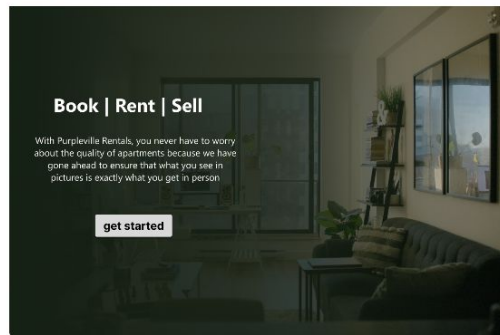 Book | Rent | Sell
With Purpleville Rentals, you never have to worry
about the quality of apartments because we have
gone ahead to ensure that what you see in
pictures is exactly what you get in person
get started
&